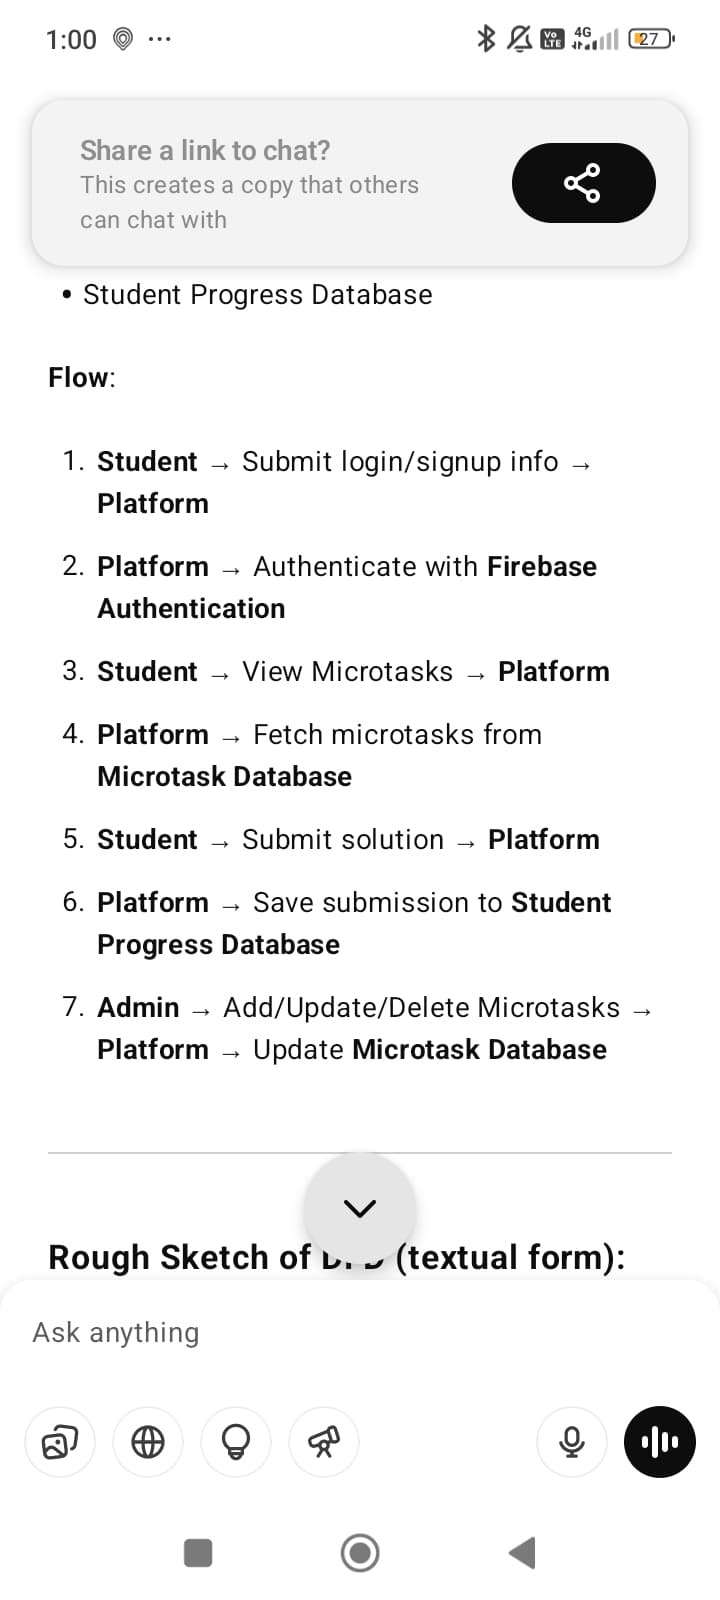 1:00 ...
Vo LTE 4G 27
Share a link to chat?
This creates a copy that others
can chat with
• Student Progress Database
Flow:
1. Student → Submit login/signup info →
Platform
2. Platform → Authenticate with Firebase
Authentication
3. Student → View Microtasks → Platform
4. Platform → Fetch microtasks from
Microtask Database
5. Student → Submit solution → Platform
6. Platform → Save submission to Student
Progress Database
7. Admin → Add/Update/Delete Microtasks →
Platform → Update Microtask Database
Rough Sketch of (textual form):
Ask anything